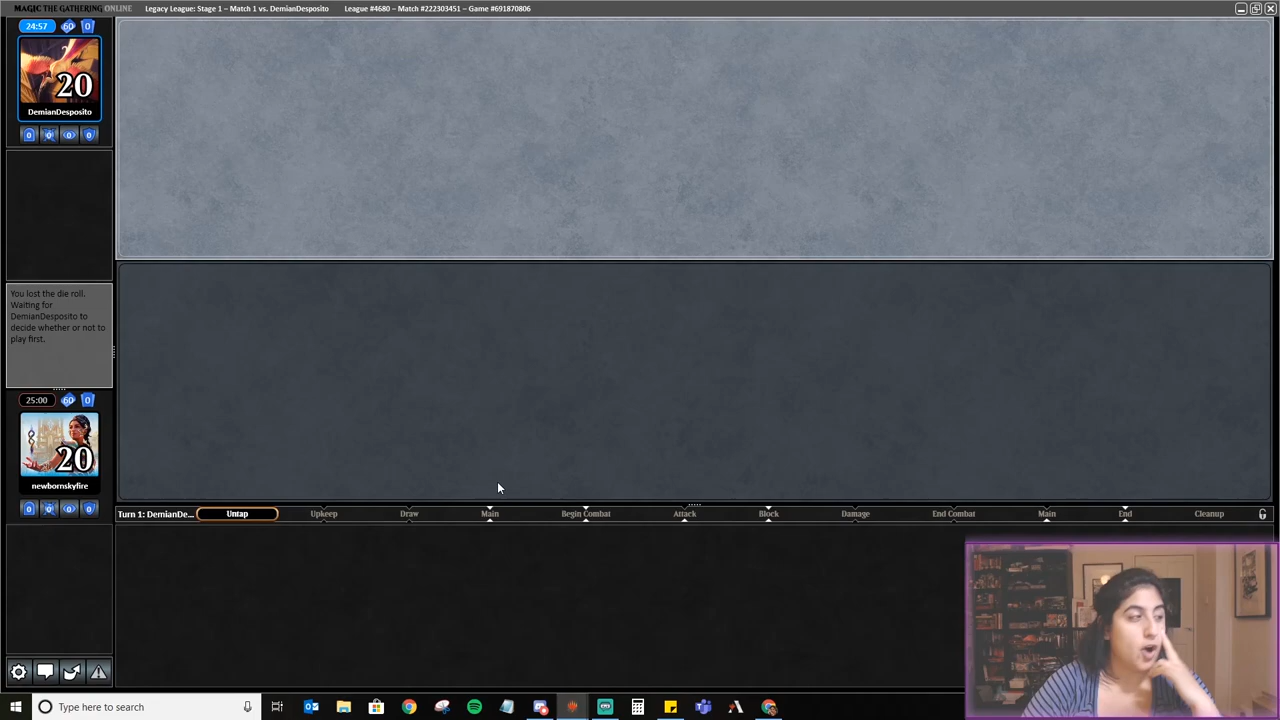 MAGIC THE GATHERING ONLINE Legacy League: Stage 1 – Match 1 vs. DemianDesposito League #4680 – Match #222303451 – Game #691870806
24:57 60 0
20
DemianDesposito
0 0 0 0
You lost the die roll.
Waiting for
DemianDesposito to
decide whether or not to
play first.
25:00 60 0
20
newbornskyfire
0 0 0 0
Turn 1: DemianDe... Untap Upkeep Draw Main Begin Combat Attack Block Damage End Combat Main End Cleanup
Type here to search